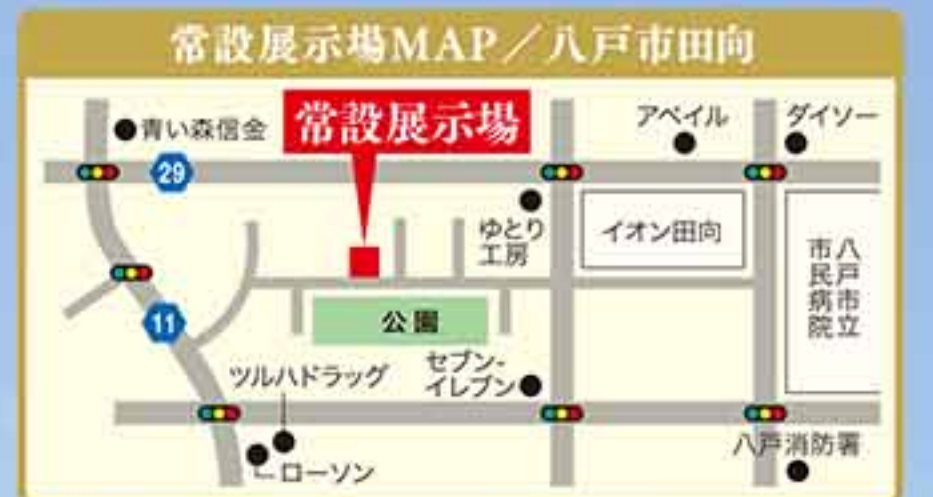 常設展示場MAP／八戸市田向
青い森信金
常設展示場
アベイル
ダイソー
29
ゆとり
工房
イオン田向
八戸市立
市民病院
11
公園
ツルハドラッグ
セブン-
イレブン
ローソン
八戸消防署